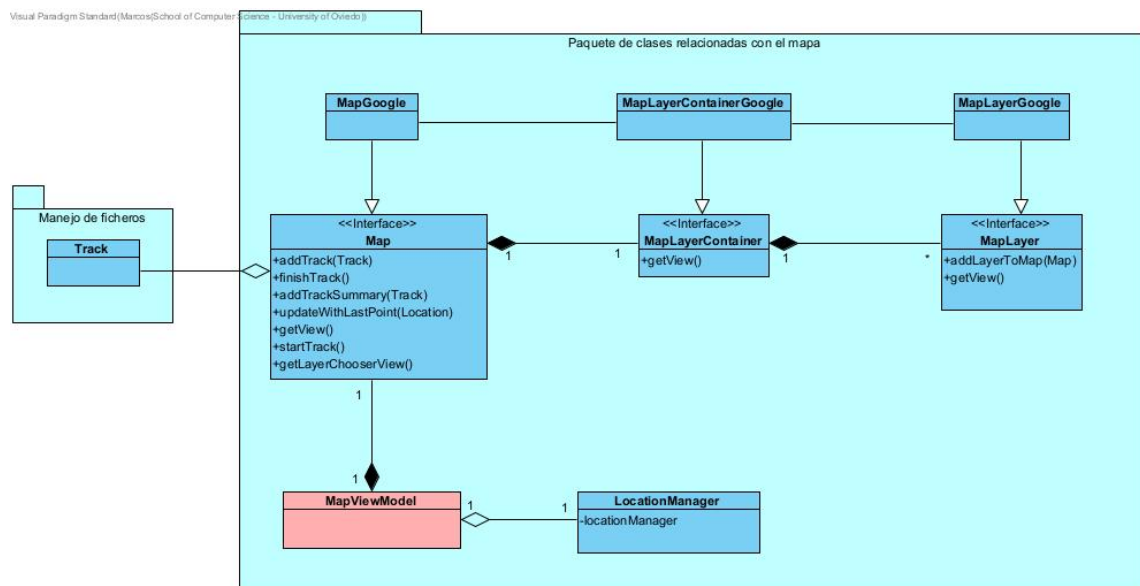 Visual Paradigm Standard(Marcos(School of Computer Science - University of Oviedo))
Paquete de clases relacionadas con el mapa
MapGoogle
MapLayerContainerGoogle
MapLayerGoogle
Manejo de ficheros
Track
<<Interface>>
Map
+addTrack(Track)
+finishTrack()
+addTrackSummary(Track)
+updateWithLastPoint(Location)
+getView()
+startTrack()
+getLayerChooserView()
1
1
<<Interface>>
MapLayerContainer
+getView()
1
*
<<Interface>>
MapLayer
+addLayerToMap(Map)
+getView()
1
1
MapViewModel
1
1
LocationManager
-locationManager